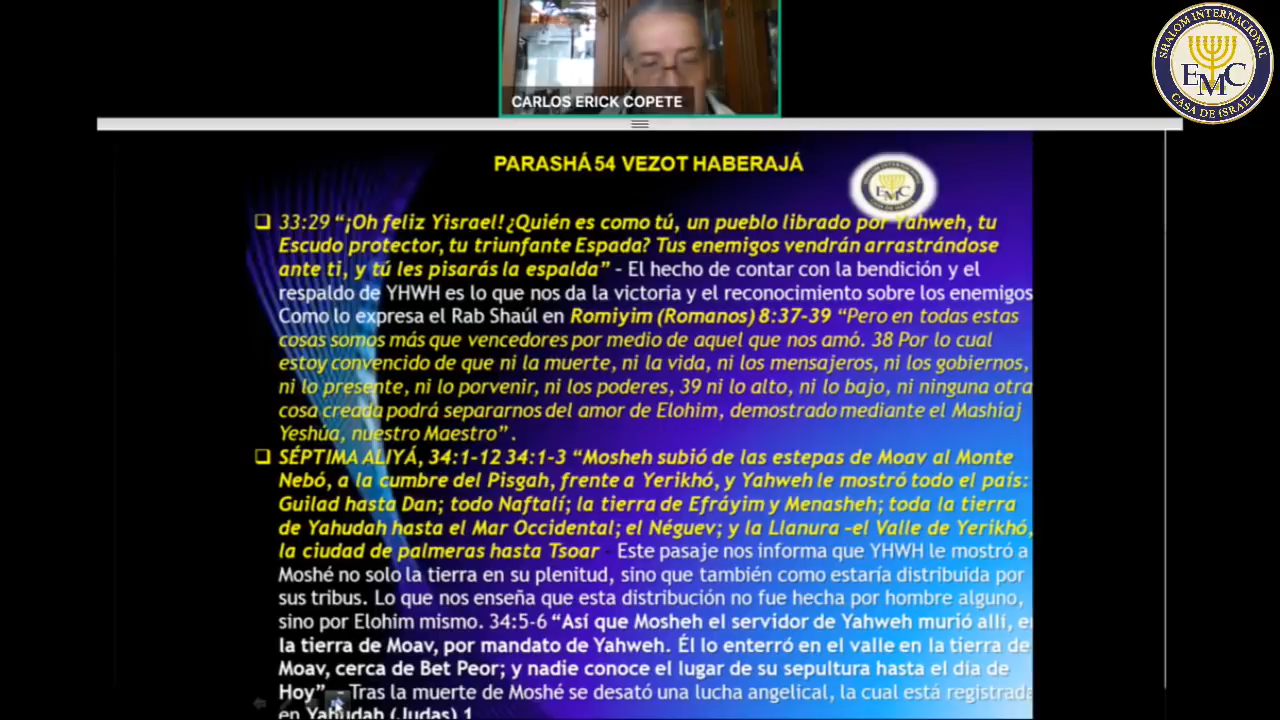 SHALOM INTERNACIONAL
EMC
CASA DE ISRAEL
CARLOS ERICK COPETE
PARASHÁ 54 VEZOT HABERAJÁ
EMC
❑ 33:29 “¡Oh feliz Yisrael! ¿Quién es como tú, un pueblo librado por Yahweh, tu
Escudo protector, tu triunfante Espada? Tus enemigos vendrán arrastrándose
ante ti, y tú les pisarás la espalda” – El hecho de contar con la bendición y el
respaldo de YHWH es lo que nos da la victoria y el reconocimiento sobre los enemigos
Como lo expresa el Rab Shaúl en Romiyim (Romanos) 8:37-39 “Pero en todas estas
cosas somos más que vencedores por medio de aquel que nos amó. 38 Por lo cual
estoy convencido de que ni la muerte, ni la vida, ni los mensajeros, ni los gobiernos,
ni lo presente, ni lo porvenir, ni los poderes, 39 ni lo alto, ni lo bajo, ni ninguna otra
cosa creada podrá separarnos del amor de Elohim, demostrado mediante el Mashiaj
Yeshúa, nuestro Maestro”.
❑ SÉPTIMA ALIYÁ, 34:1-12 34:1-3 “Mosheh subió de las estepas de Moav al Monte
Nebó, a la cumbre del Pisgah, frente a Yerikhó, y Yahweh le mostró todo el país:
Guilad hasta Dan; todo Naftalí; la tierra de Efráyim y Menasheh; toda la tierra
de Yahudah hasta el Mar Occidental; el Néguev; y la Llanura –el Valle de Yerikhó,
la ciudad de palmeras hasta Tsoar – Este pasaje nos informa que YHWH le mostró a
Moshé no solo la tierra en su plenitud, sino que también como estaría distribuida por
sus tribus. Lo que nos enseña que esta distribución no fue hecha por hombre alguno,
sino por Elohim mismo. 34:5-6 “Así que Mosheh el servidor de Yahweh murió allí, e
la tierra de Moav, por mandato de Yahweh. Él lo enterró en el valle en la tierra de
Moav, cerca de Bet Peor; y nadie conoce el lugar de su sepultura hasta el día de
Hoy” – Tras la muerte de Moshé se desató una lucha angelical, la cual está registrada
en Yahudah (Judas) 1